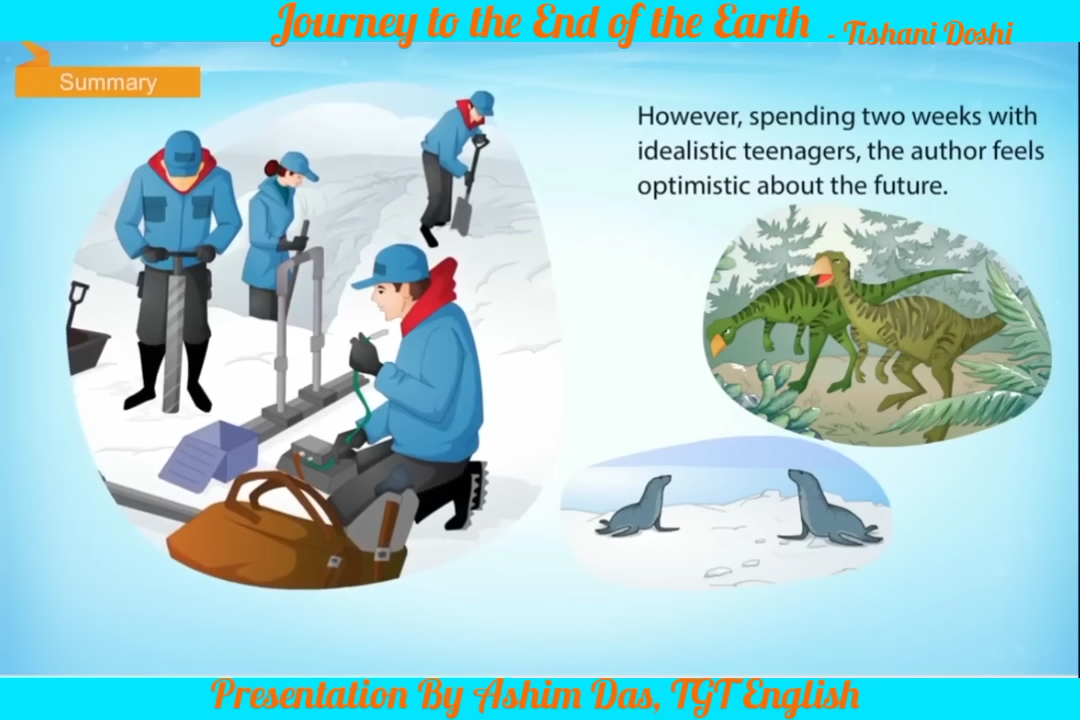 Journey to the End of the Earth - Tishani Doshi
Summary
However, spending two weeks with
idealistic teenagers, the author feels
optimistic about the future.
Presentation By Ashim Das, TGT English